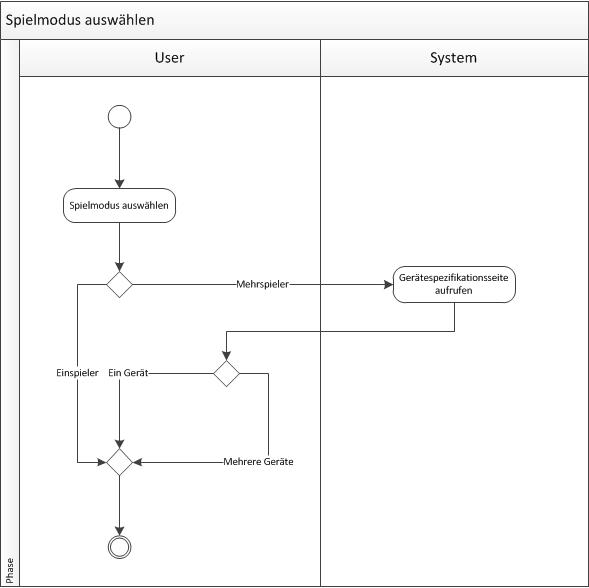 Spielmodus auswählen
User
System
Spielmodus auswählen
Mehrspieler
Gerätespezifikationsseite
aufrufen
Einspieler
Ein Gerät
Mehrere Geräte
Phase